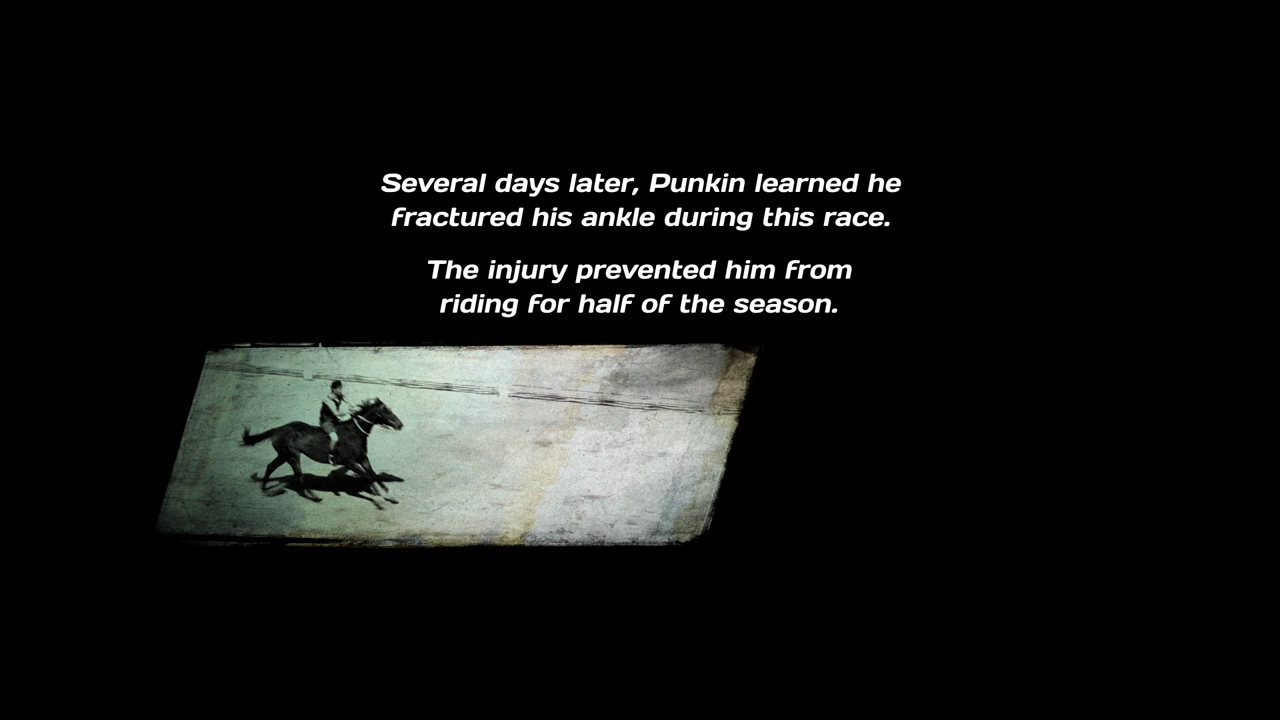 Several days later, Punkin learned he
fractured his ankle during this race.
The injury prevented him from
riding for half of the season.